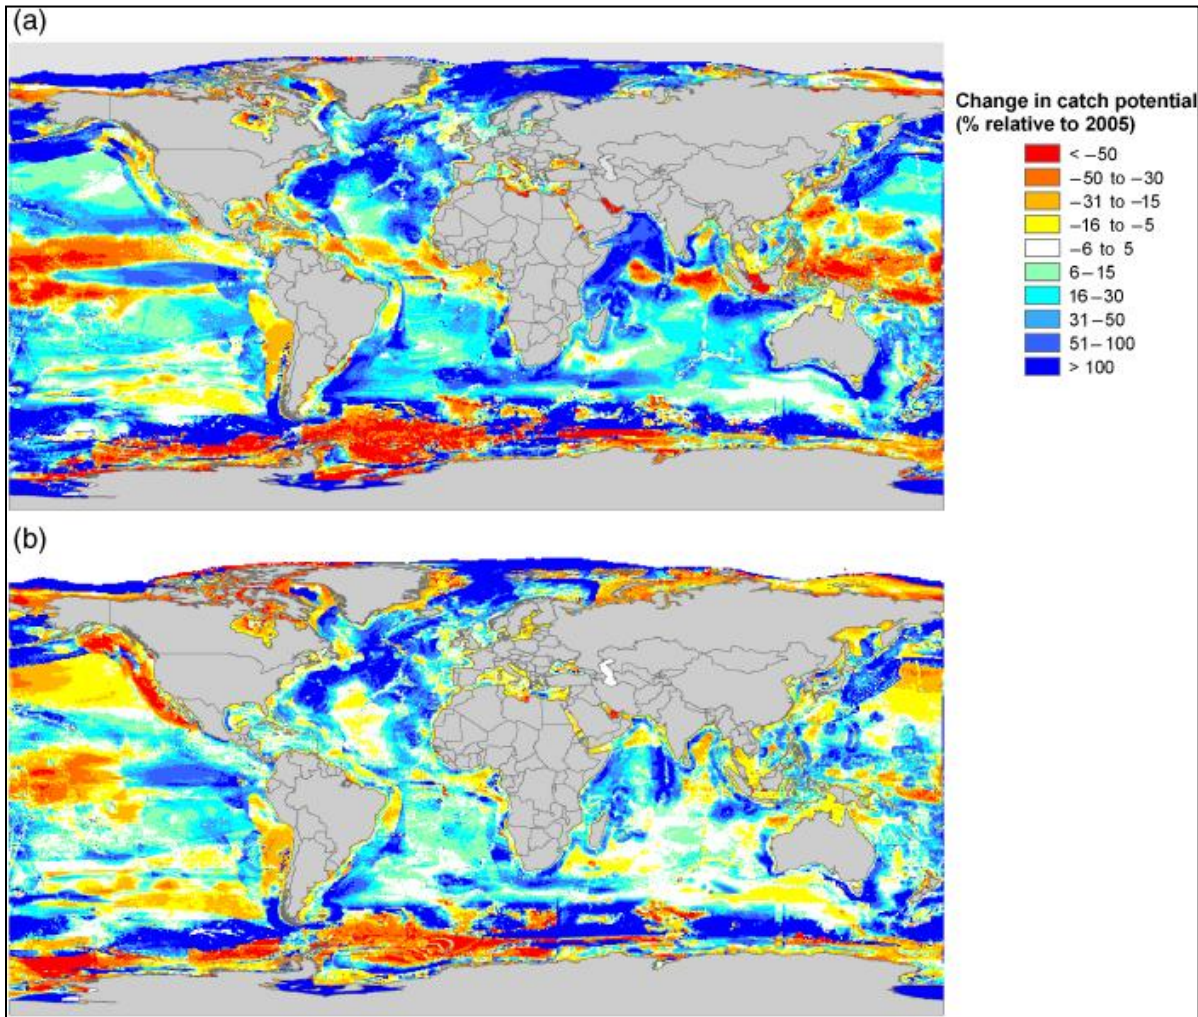 (a)
Change in catch potential
(% relative to 2005)
< −50
−50 to −30
−31 to −15
−16 to −5
−6 to 5
6−15
16−30
31−50
51−100
> 100
(b)